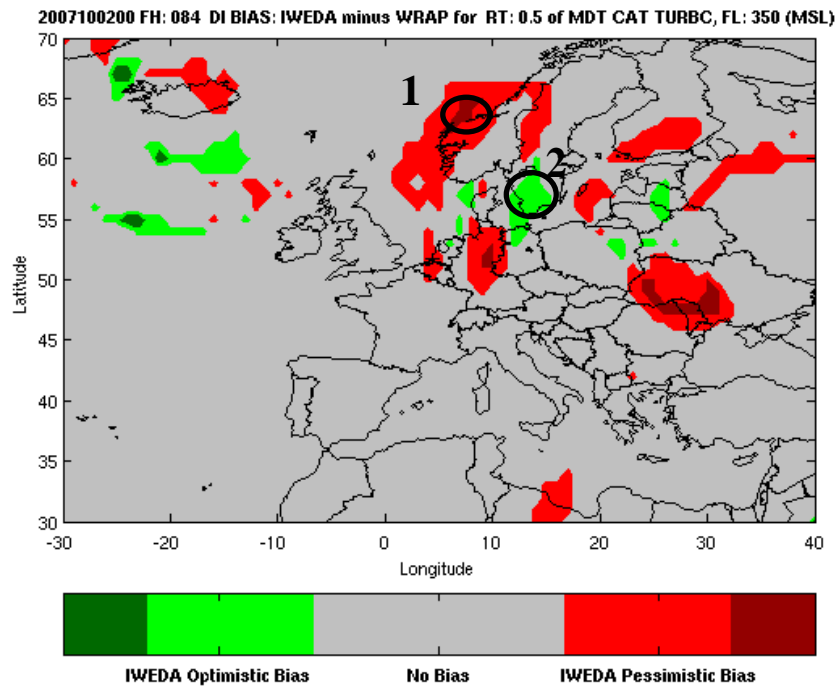 2007100200 FH: 084 DI BIAS: IWEDA minus WRAP for RT: 0.5 of MDT CAT TURBC, FL: 350 (MSL)
70
65
60
55
50
45
40
35
30
Latitude
1
2
-30 -20 -10 0 10 20 30 40
Longitude
IWEDA Optimistic Bias No Bias IWEDA Pessimistic Bias